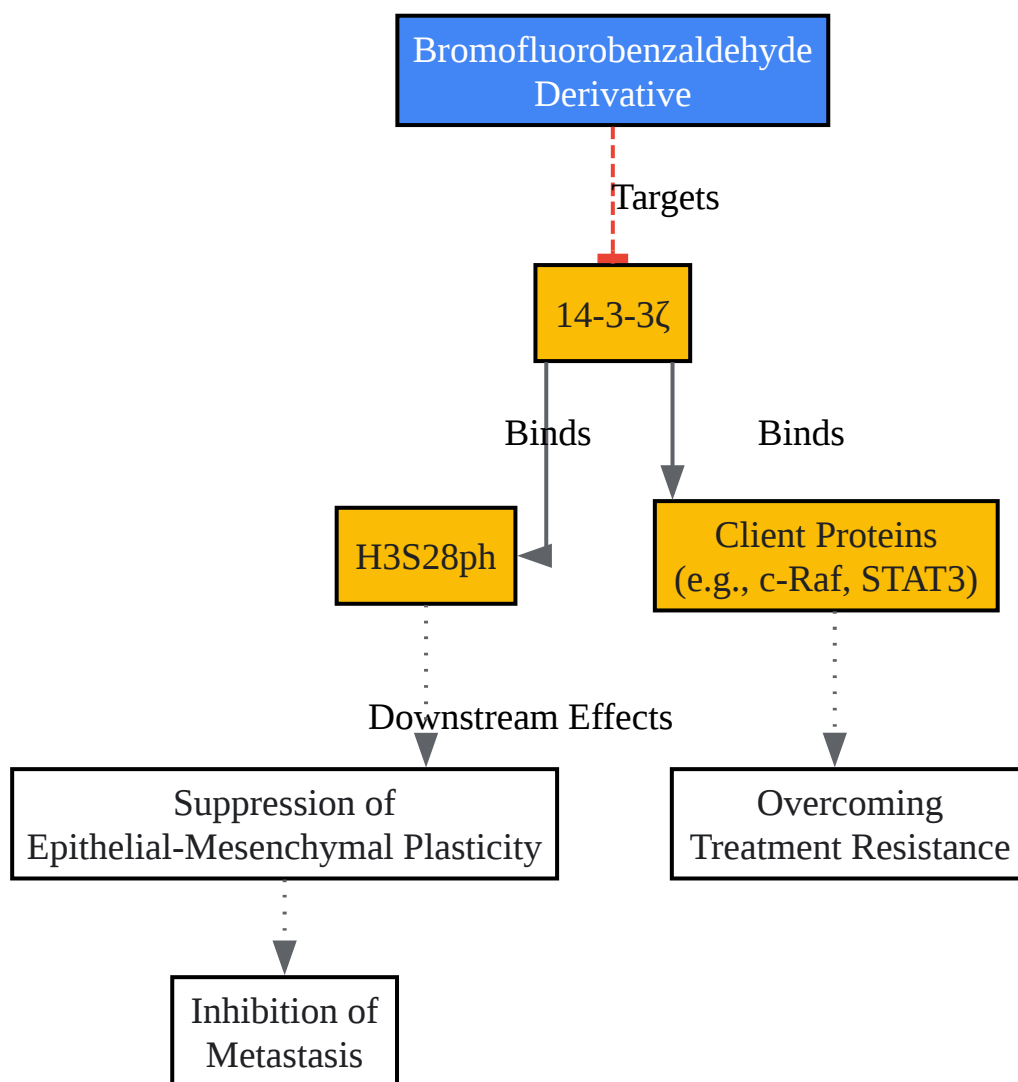 Bromofluorobenzaldehyde
Derivative
Targets
14-3-3ζ
Binds
Binds
H3S28ph
Client Proteins
(e.g., c-Raf, STAT3)
Downstream Effects
Suppression of
Epithelial-Mesenchymal Plasticity
Overcoming
Treatment Resistance
Inhibition of
Metastasis